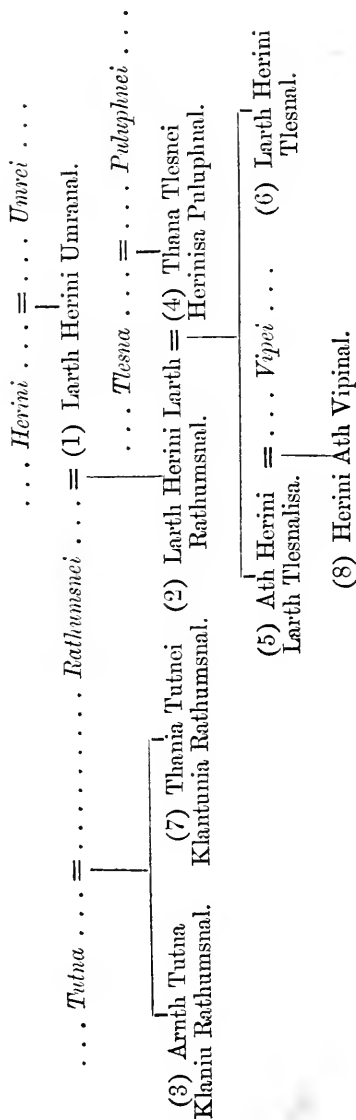 . . . Herini . . . = . . . Umrei . . .
. . . Tutna . . . = . . . . . . . . . . Rathumsnei . . . = (1) Larth Herini Umranal.
. . . Tlesna . . . = . . . Puluphnei . . .
(3) Arnth Tutna
Klaniu Rathumsnal.
(7) Thania Tutnei
Klantunia Rathumsnal.
(2) Larth Herini Larth =
Rathumsnal.
(4) Thana Tlesnei
Herinisa Puluphnal.
(5) Ath Herini = . . . Vipei . . .
Larth Tlesnalisa.
(6) Larth Herini
Tlesnal.
(8) Herini Ath Vipinal.